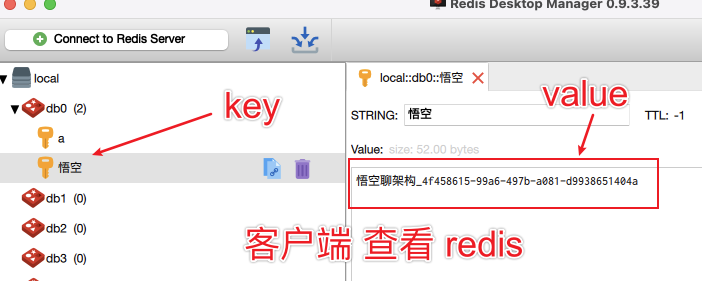 Redis Desktop Manager 0.9.3.39
Connect to Redis Server
local
db0 (2)
a
悟空
db1 (0)
db2 (0)
db3 (0)
key
local::db0::悟空
STRING: 悟空 TTL: -1
value
Value: size: 52.00 bytes
悟空聊架构_4f458615-99a6-497b-a081-d9938651404a
客户端 查看 redis